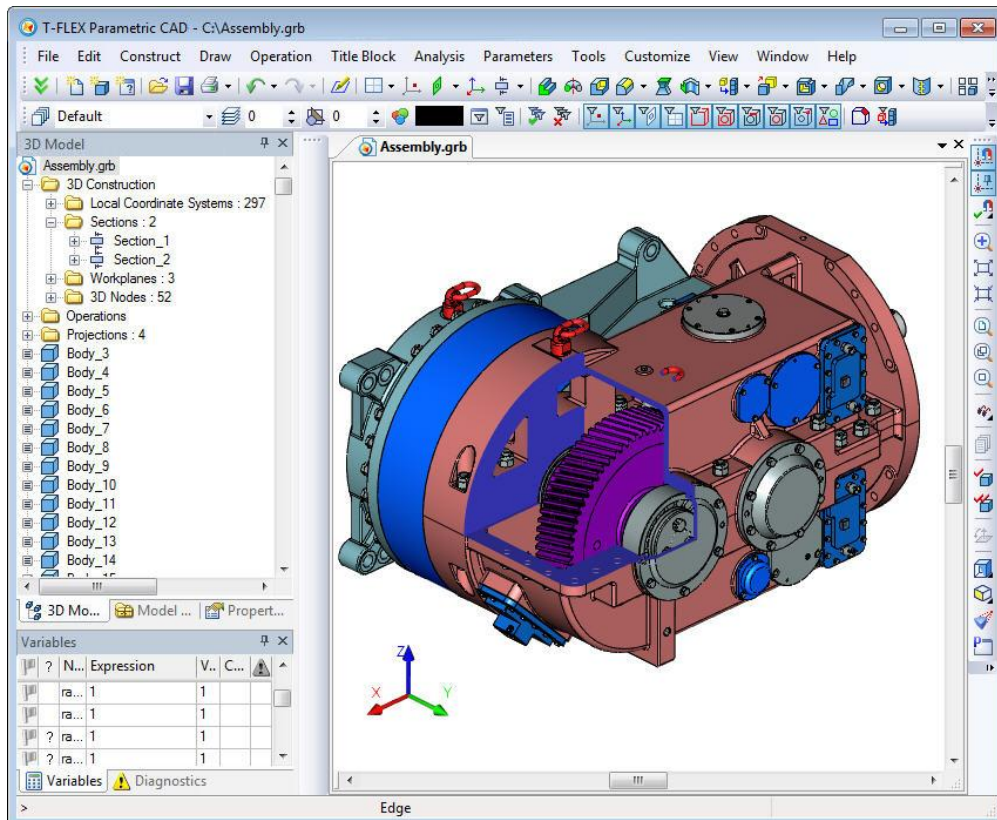 T-FLEX Parametric CAD - C:\Assembly.grb
File Edit Construct Draw Operation Title Block Analysis Parameters Tools Customize View Window Help
Default 0 0
3D Model
Assembly.grb
Assembly.grb
3D Construction
Local Coordinate Systems : 297
Sections : 2
Section_1
Section_2
Workplanes : 3
3D Nodes : 52
Operations
Projections : 4
Body_3
Body_4
Body_5
Body_6
Body_7
Body_8
Body_9
Body_10
Body_11
Body_12
Body_13
Body_14
3D Mo... Model ... Propert...
Variables
? N... Expression V.. C...
ra... 1 1
ra... 1 1
? ra... 1 1
? ra... 1 1
Variables Diagnostics
Z
X Y
> Edge